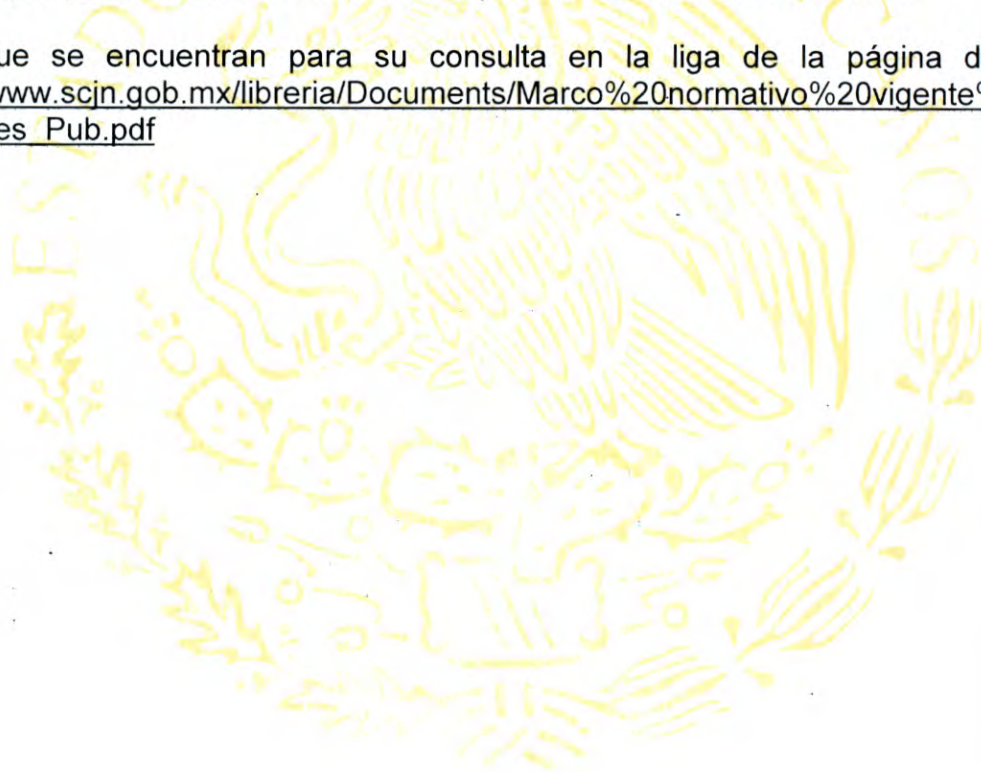 ue se encuentran para su consulta en la liga de la página d
www.scjn.gob.mx/libreria/Documents/Marco%20normativo%20vigente%
es_Pub.pdf